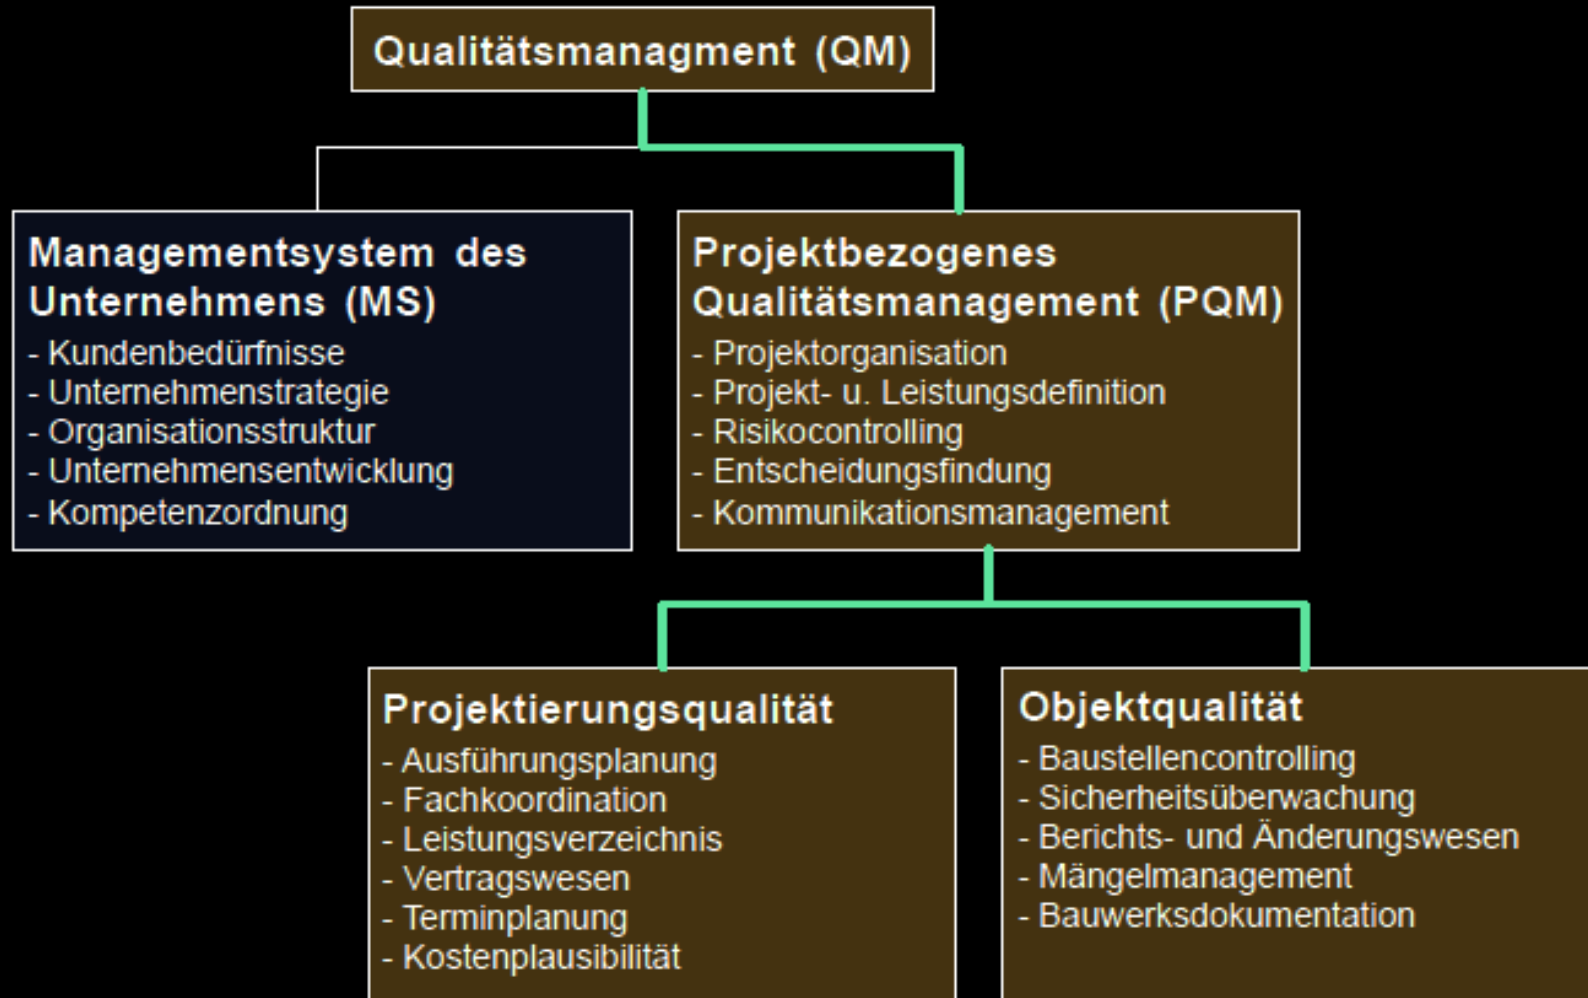 Qualitätsmanagment (QM)
Managementsystem des
Unternehmens (MS)
- Kundenbedürfnisse
- Unternehmenstrategie
- Organisationsstruktur
- Unternehmensentwicklung
- Kompetenzordnung
Projektbezogenes
Qualitätsmanagement (PQM)
- Projektorganisation
- Projekt- u. Leistungsdefinition
- Risikocontrolling
- Entscheidungsfindung
- Kommunikationsmanagement
Projektierungsqualität
- Ausführungsplanung
- Fachkoordination
- Leistungsverzeichnis
- Vertragswesen
- Terminplanung
- Kostenplausibilität
Objektqualität
- Baustellencontrolling
- Sicherheitsüberwachung
- Berichts- und Änderungswesen
- Mängelmanagement
- Bauwerksdokumentation